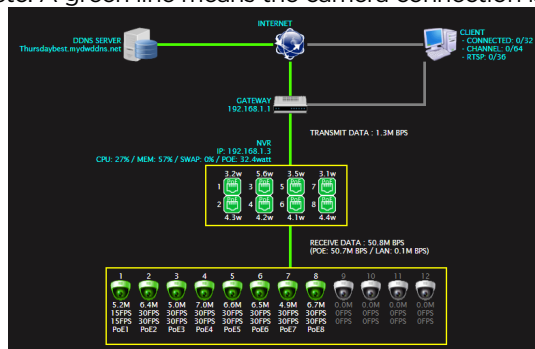 te. A green line means the camera connection is
INTERNET
DDNS SERVER
Thursdaybest.mydwddns.net
CLIENT
- CONNECTED: 0/32
- CHANNEL: 0/64
- RTSP: 0/36
GATEWAY
192.168.1.1
TRANSMIT DATA : 1.3M BPS
NVR
IP: 192.168.1.3
CPU: 27% / MEM: 57% / SWAP: 0% / POE: 32.4watt
3.2w 5.6w 3.5w 3.1w
1 3 5 7
2 4 6 8
4.3w 4.2w 4.1w 4.4w
RECEIVE DATA : 50.8M BPS
(POE: 50.7M BPS / LAN: 0.1M BPS)
1 2 3 4 5 6 7 8 9 10 11 12
5.2M 6.4M 5.0M 7.0M 6.6M 6.5M 4.9M 6.7M 0.0M 0.0M 0.0M 0.0M
15FPS 30FPS 30FPS 30FPS 30FPS 30FPS 30FPS 30FPS 0FPS 0FPS 0FPS 0FPS
15FPS 30FPS 30FPS 30FPS 30FPS 30FPS 30FPS 30FPS 0FPS 0FPS 0FPS 0FPS
PoE1 PoE2 PoE3 PoE4 PoE5 PoE6 PoE7 PoE8